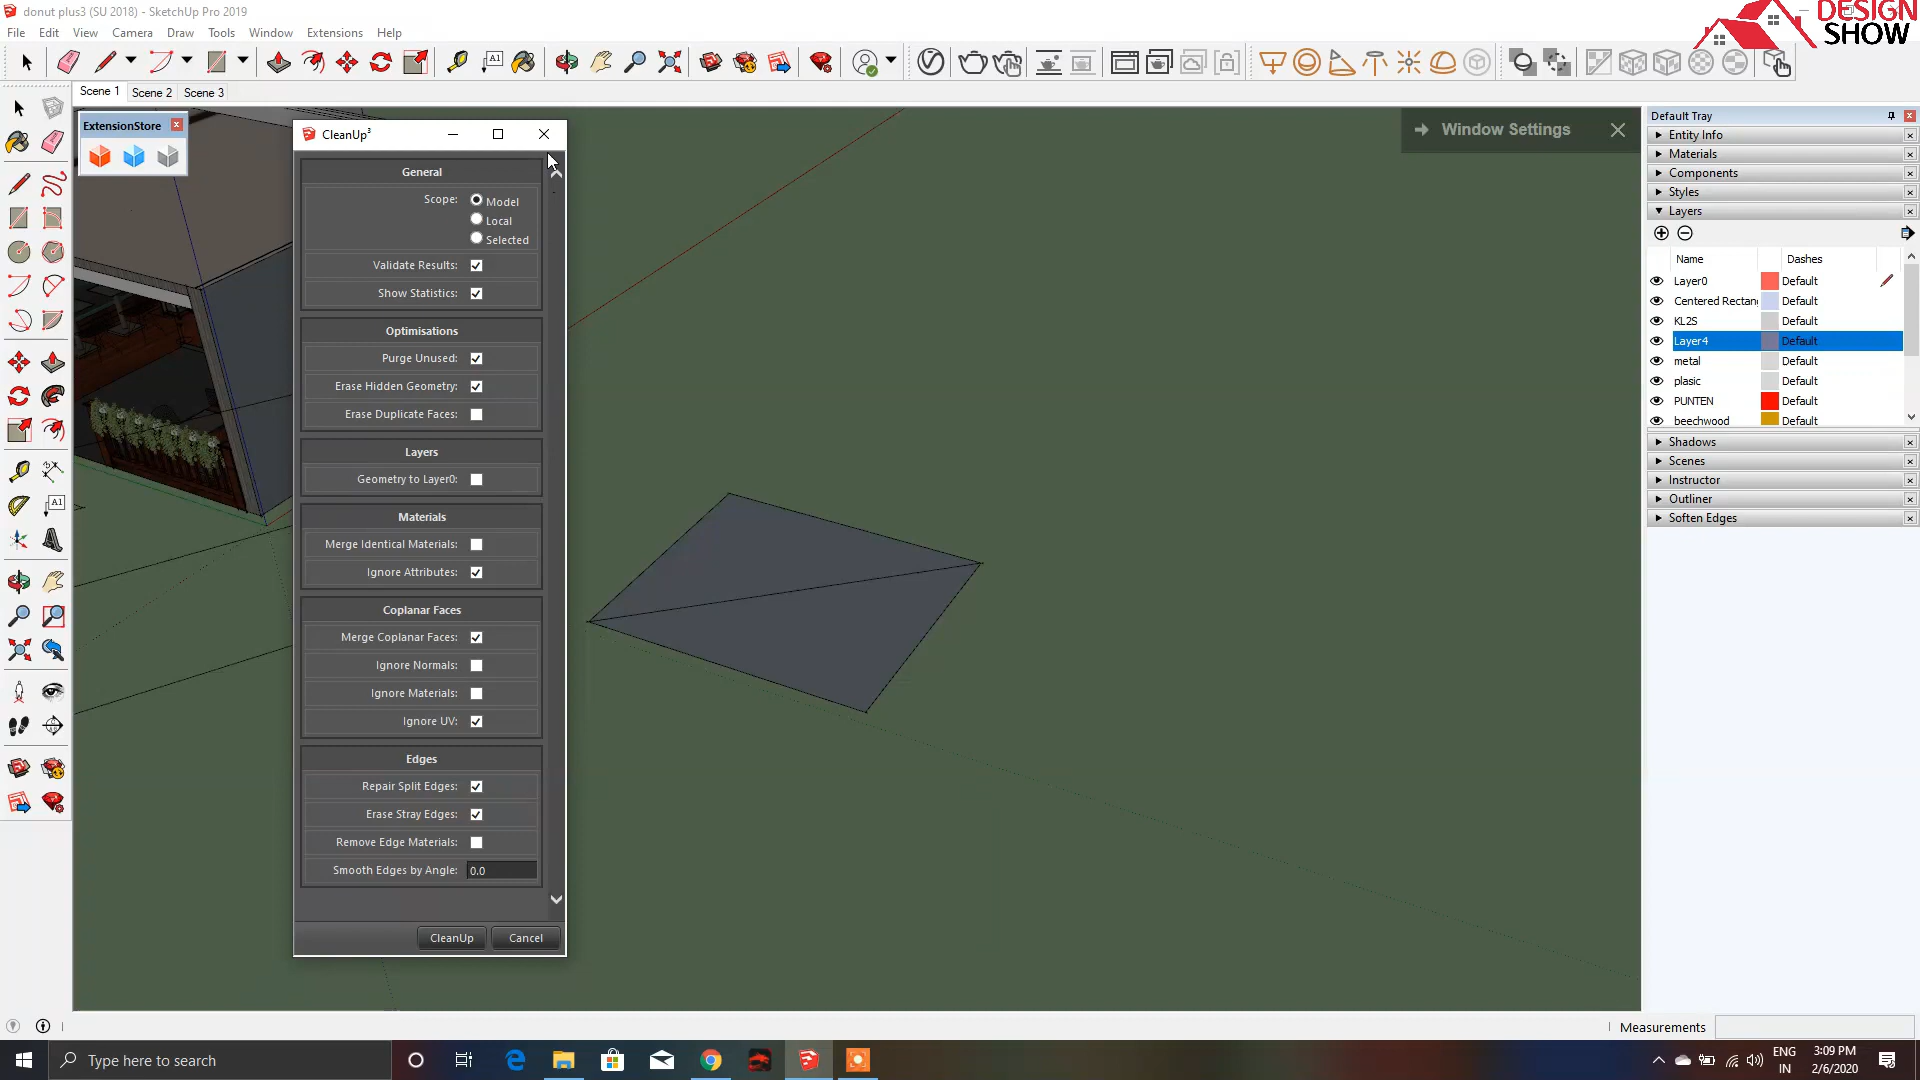 donut plus3 (SU 2018) - SketchUp Pro 2019
DESIGN
SHOW
File Edit View Camera Draw Tools Window Extensions Help
Scene 1 Scene 2 Scene 3
ExtensionStore
CleanUp³
General
Scope:
Model
Local
Selected
Validate Results:
Show Statistics:
Optimisations
Purge Unused:
Erase Hidden Geometry:
Erase Duplicate Faces:
Layers
Geometry to Layer0:
Materials
Merge Identical Materials:
Ignore Attributes:
Coplanar Faces
Merge Coplanar Faces:
Ignore Normals:
Ignore Materials:
Ignore UV:
Edges
Repair Split Edges:
Erase Stray Edges:
Remove Edge Materials:
Smooth Edges by Angle: 0.0
CleanUp Cancel
Window Settings
Default Tray
Entity Info
Materials
Components
Styles
Layers
Name Dashes
Layer0 Default
Centered Rectang Default
KL2S Default
Layer4 Default
metal Default
plasic Default
PUNTEN Default
beechwood Default
Shadows
Scenes
Instructor
Outliner
Soften Edges
A1
A1
Measurements
Type here to search
ENG
IN
3:09 PM
2/6/2020